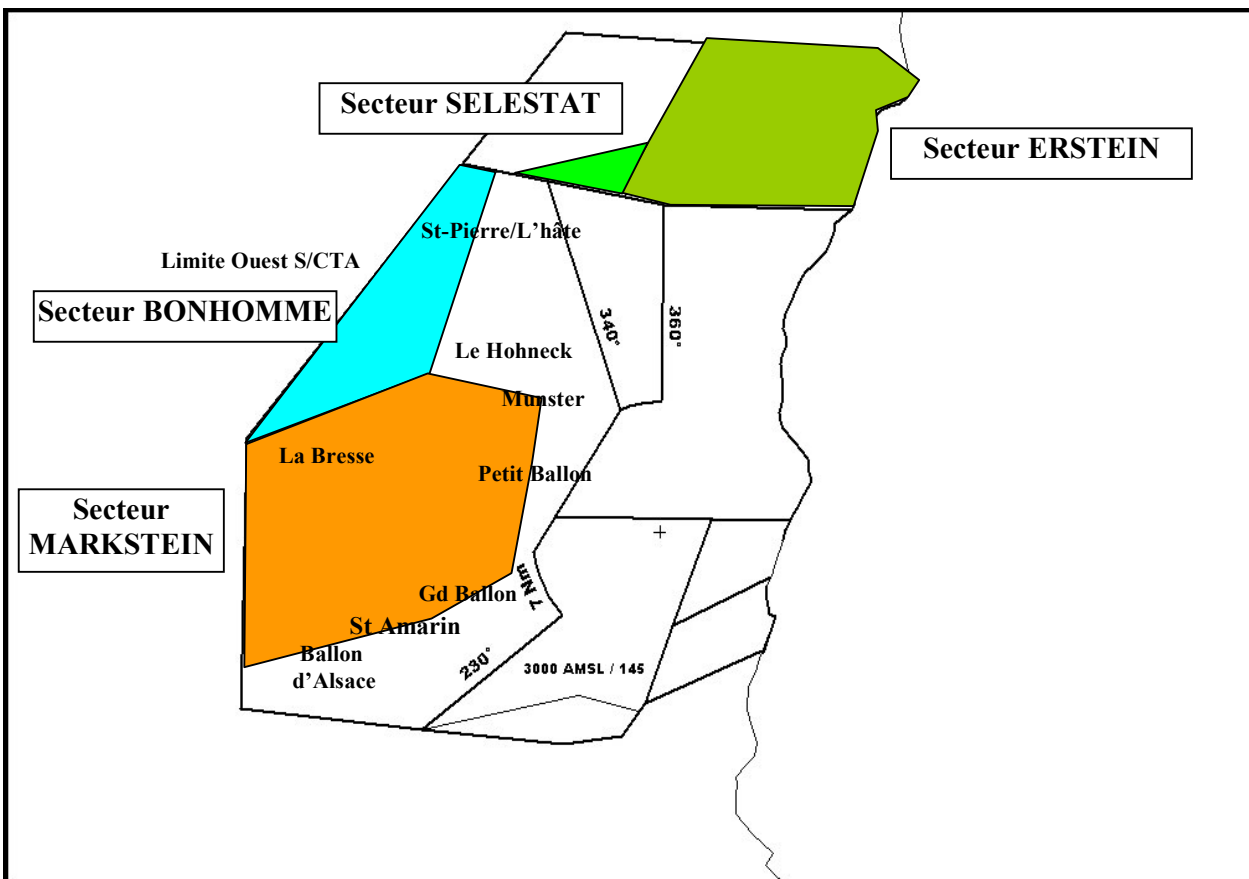 Secteur SELESTAT
Secteur ERSTEIN
St-Pierre/L’hâte
Limite Ouest S/CTA
Secteur BONHOMME
340°
360°
Le Hohneck
Munster
La Bresse
Petit Ballon
Secteur
MARKSTEIN
7 Nm
Gd Ballon
St Amarin
Ballon
d’Alsace
230°
3000 AMSL / 145